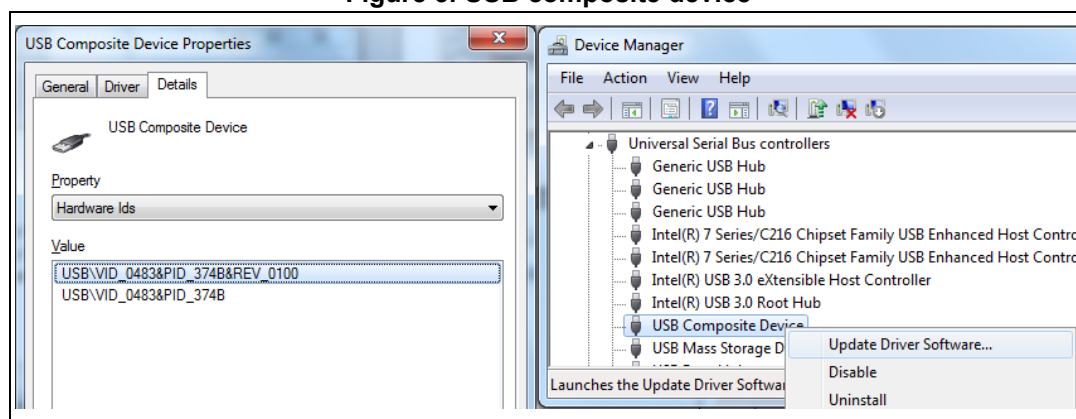 USB Composite Device Properties
General Driver Details
USB Composite Device
Property
Hardware Ids
Value
USB\VID_0483&PID_374B&REV_0100
USB\VID_0483&PID_374B
Device Manager
File Action View Help
Universal Serial Bus controllers
Generic USB Hub
Generic USB Hub
Generic USB Hub
Intel(R) 7 Series/C216 Chipset Family USB Enhanced Host Contro
Intel(R) 7 Series/C216 Chipset Family USB Enhanced Host Contro
Intel(R) USB 3.0 eXtensible Host Controller
Intel(R) USB 3.0 Root Hub
USB Composite Device
USB Mass Storage D
Launches the Update Driver Softwar
Update Driver Software...
Disable
Uninstall